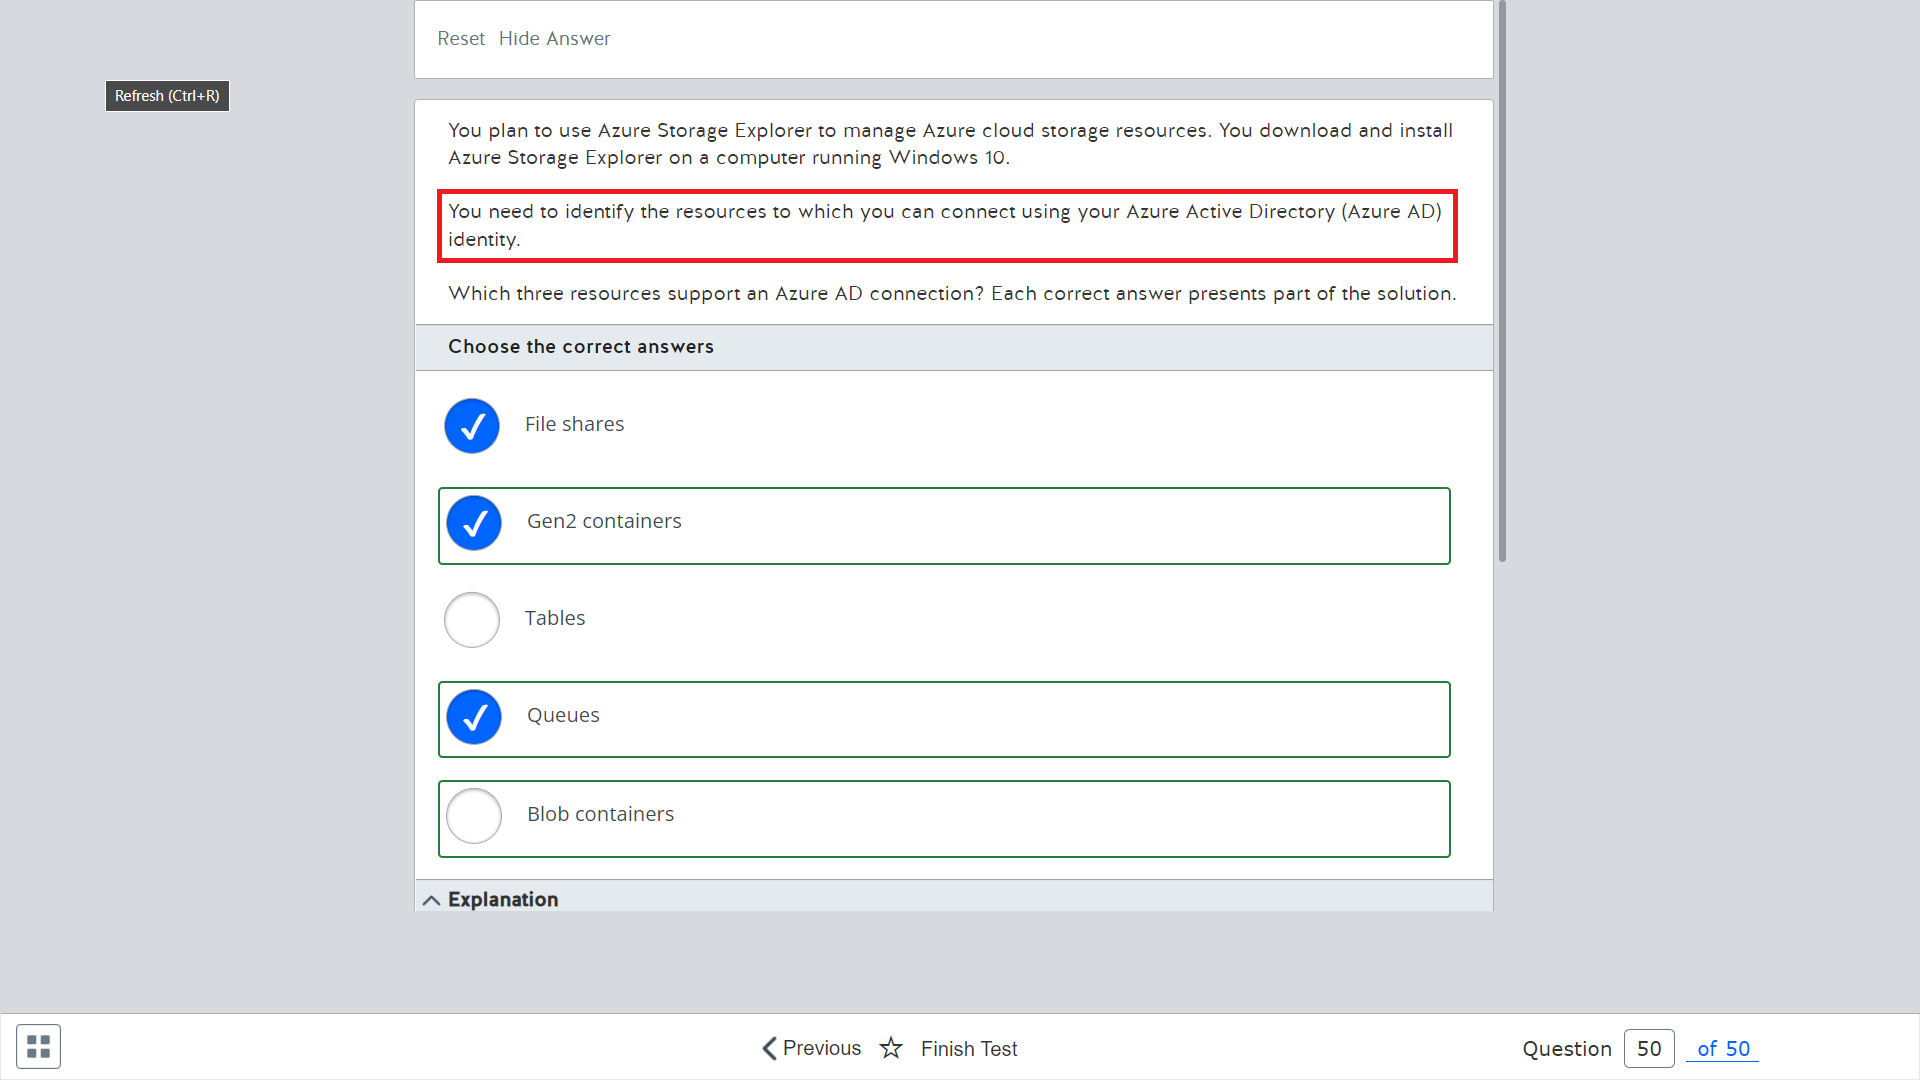 Reset Hide Answer
Refresh (Ctrl+R)
You plan to use Azure Storage Explorer to manage Azure cloud storage resources. You download and install
Azure Storage Explorer on a computer running Windows 10.
You need to identify the resources to which you can connect using your Azure Active Directory (Azure AD)
identity.
Which three resources support an Azure AD connection? Each correct answer presents part of the solution.
Choose the correct answers
File shares
Gen2 containers
Tables
Queues
Blob containers
Explanation
Previous Finish Test Question 50 of 50